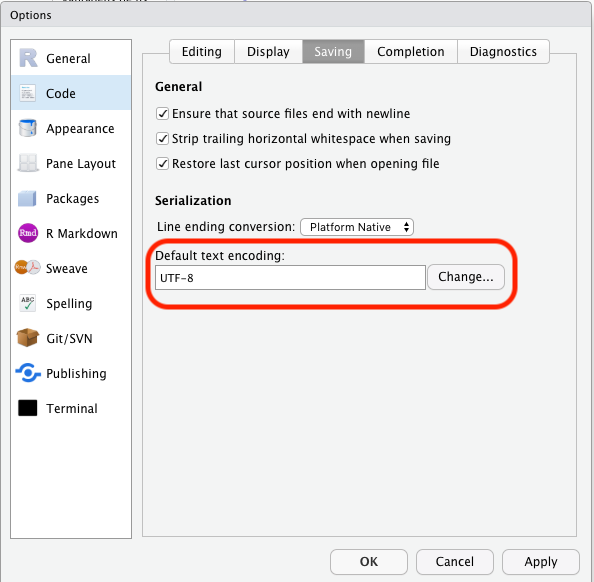 Options
General
Code
Appearance
Pane Layout
Packages
Rmd R Markdown
Sweave
ABC Spelling
Git/SVN
Publishing
Terminal
Editing Display Saving Completion Diagnostics
General
Ensure that source files end with newline
Strip trailing horizontal whitespace when saving
Restore last cursor position when opening file
Serialization
Line ending conversion: Platform Native
Default text encoding:
UTF-8 Change...
OK Cancel Apply